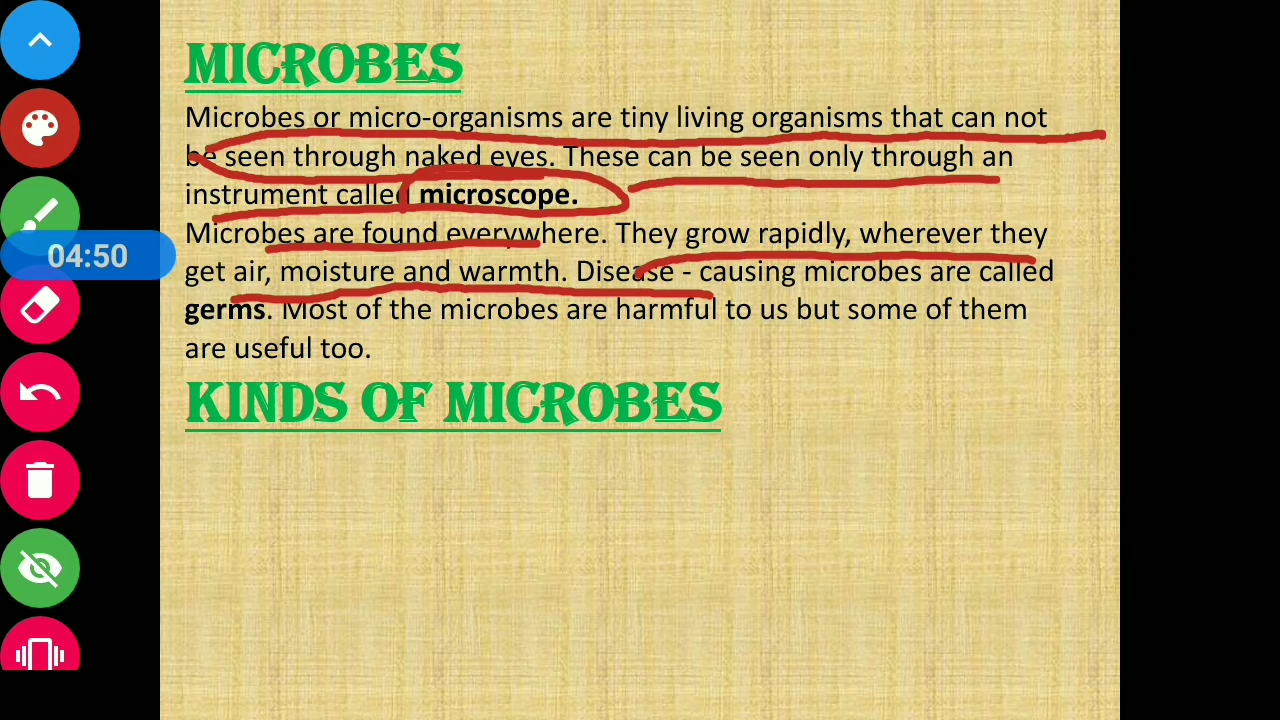 MICROBES
Microbes or micro-organisms are tiny living organisms that can not
be seen through naked eyes. These can be seen only through an
instrument called microscope.
Microbes are found everywhere. They grow rapidly, wherever they
get air, moisture and warmth. Disease - causing microbes are called
germs. Most of the microbes are harmful to us but some of them
are useful too.
KINDS OF MICROBES
04:50